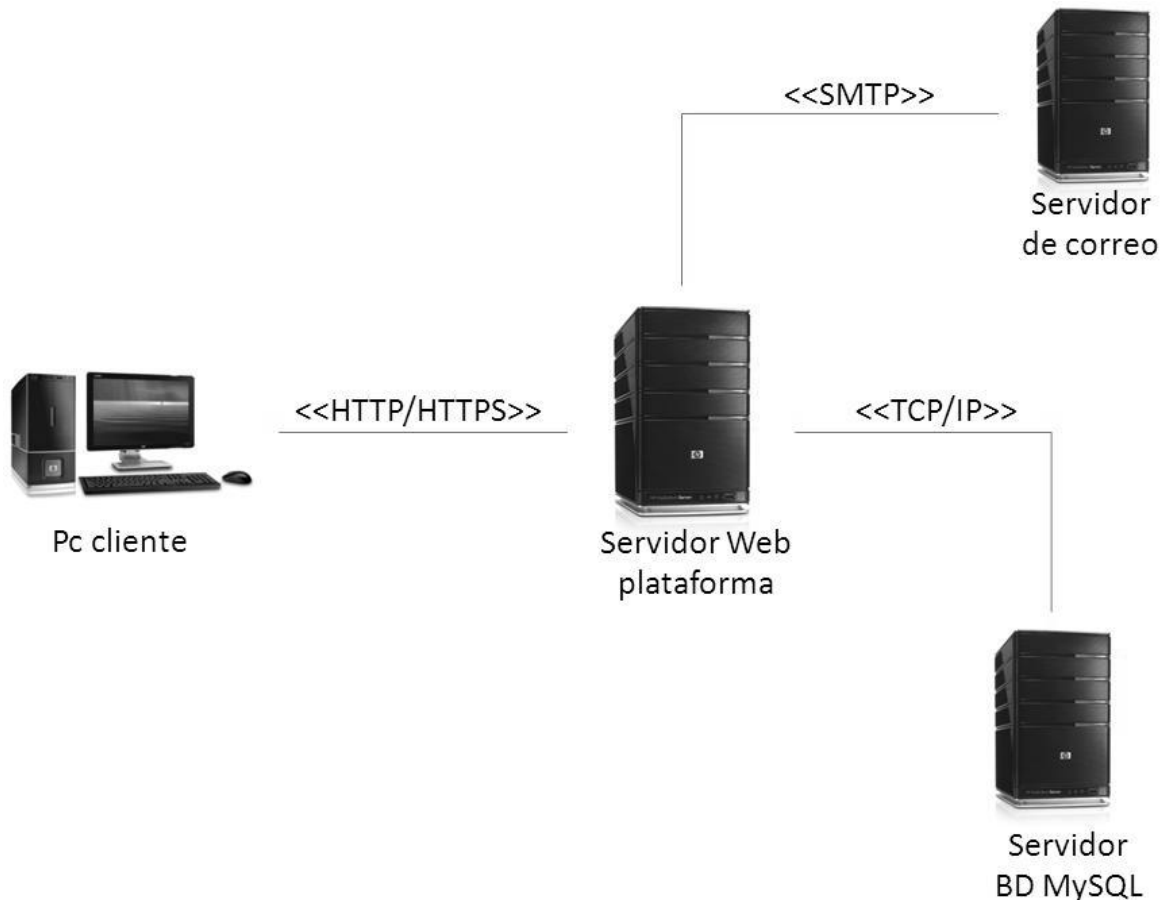 <<SMTP>>
Servidor
de correo
<<HTTP/HTTPS>>
<<TCP/IP>>
Pc cliente
Servidor Web
plataforma
Servidor
BD MySQL